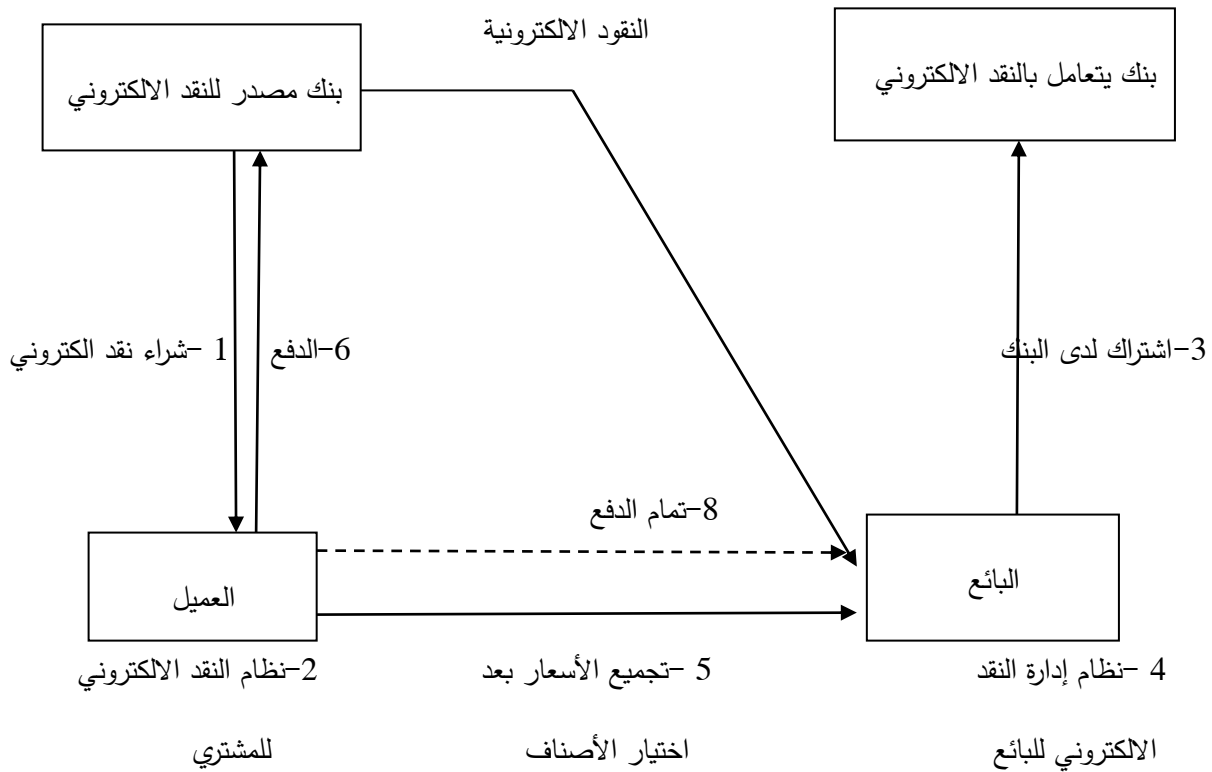 النقود الالكترونية
بنك يتعامل بالنقد الالكتروني
بنك مصدر للنقد الالكتروني
3-اشتراك لدى البنك
6-الدفع
1 -شراء نقد الكتروني
8-تمام الدفع
البائع
العميل
4 -نظام إدارة النقد
الالكتروني للبائع
5 -تجميع الأسعار بعد
اختيار الأصناف
2-نظام النقد الالكتروني
للمشتري